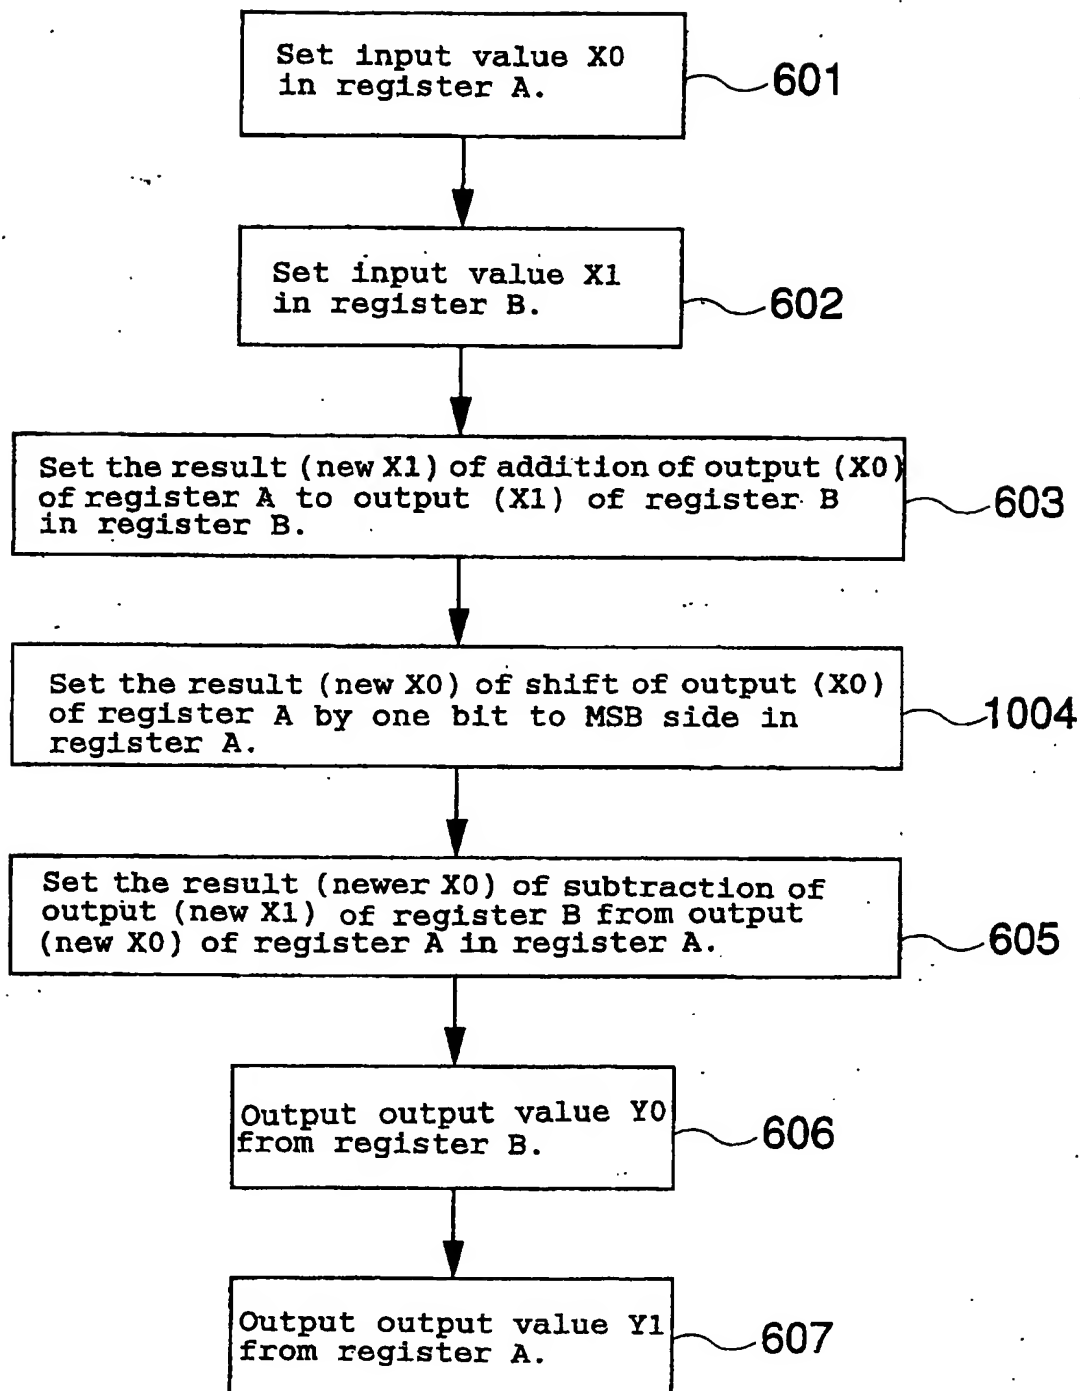 Set input value X0
in register A.
601
Set input value X1
in register B.
602
Set the result (new X1) of addition of output (X0)
of register A to output (X1) of register B
in register B.
603
Set the result (new X0) of shift of output (X0)
of register A by one bit to MSB side in
register A.
1004
Set the result (newer X0) of subtraction of
output (new X1) of register B from output
(new X0) of register A in register A.
605
Output output value Y0
from register B.
606
Output output value Y1
from register A.
607